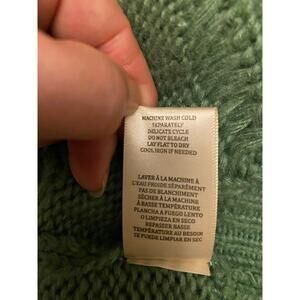 MACHINE WASH COLD
SEPARATELY
DELICATE CYCLE
DO NOT BLEACH
LAY FLAT TO DRY
COOL IRON IF NEEDED
LAVER À LA MACHINE À
L'EAU FROIDE SÉPARÉMENT
PAS DE BLANCHIMENT
SÉCHER À LA MACHINE
À BASSE TEMPÉRATURE
PLANCHA A FUEGO LENTO
O LIMPIEZA EN SECO
REPASSER À BASSE
TEMPÉRATURE AU BESOIN
SE PUEDE LIMPIAR EN SEC